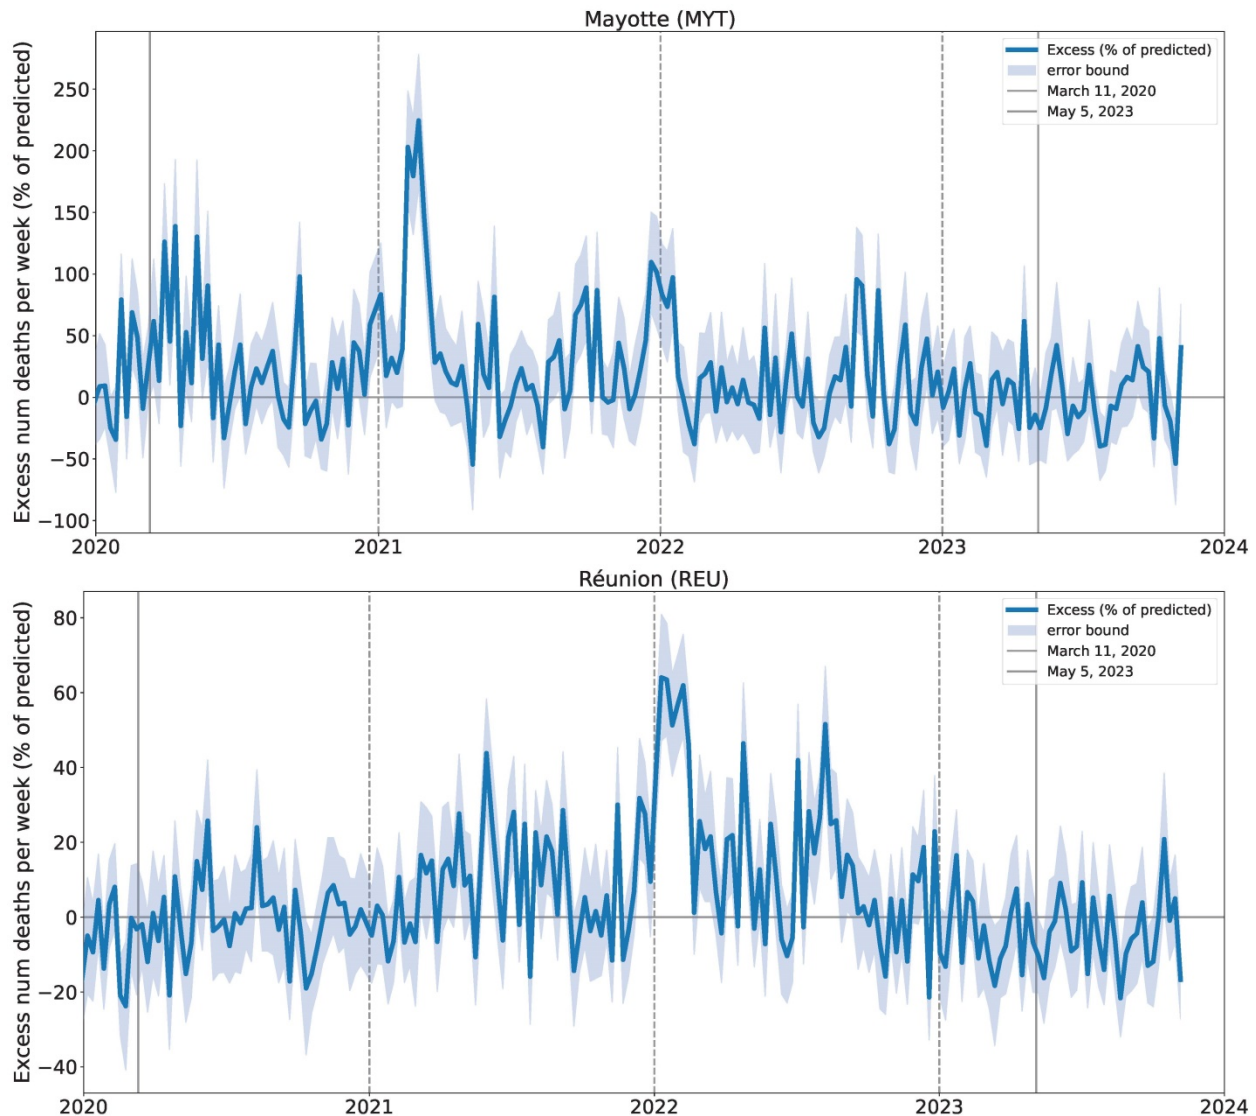 Mayotte (MYT)
Excess num deaths per week (% of predicted)
250
200
150
100
50
0
−50
−100
Excess (% of predicted)
error bound
March 11, 2020
May 5, 2023
2020
2021
2022
2023
2024
Réunion (REU)
Excess num deaths per week (% of predicted)
80
60
40
20
0
−20
−40
Excess (% of predicted)
error bound
March 11, 2020
May 5, 2023
2020
2021
2022
2023
2024